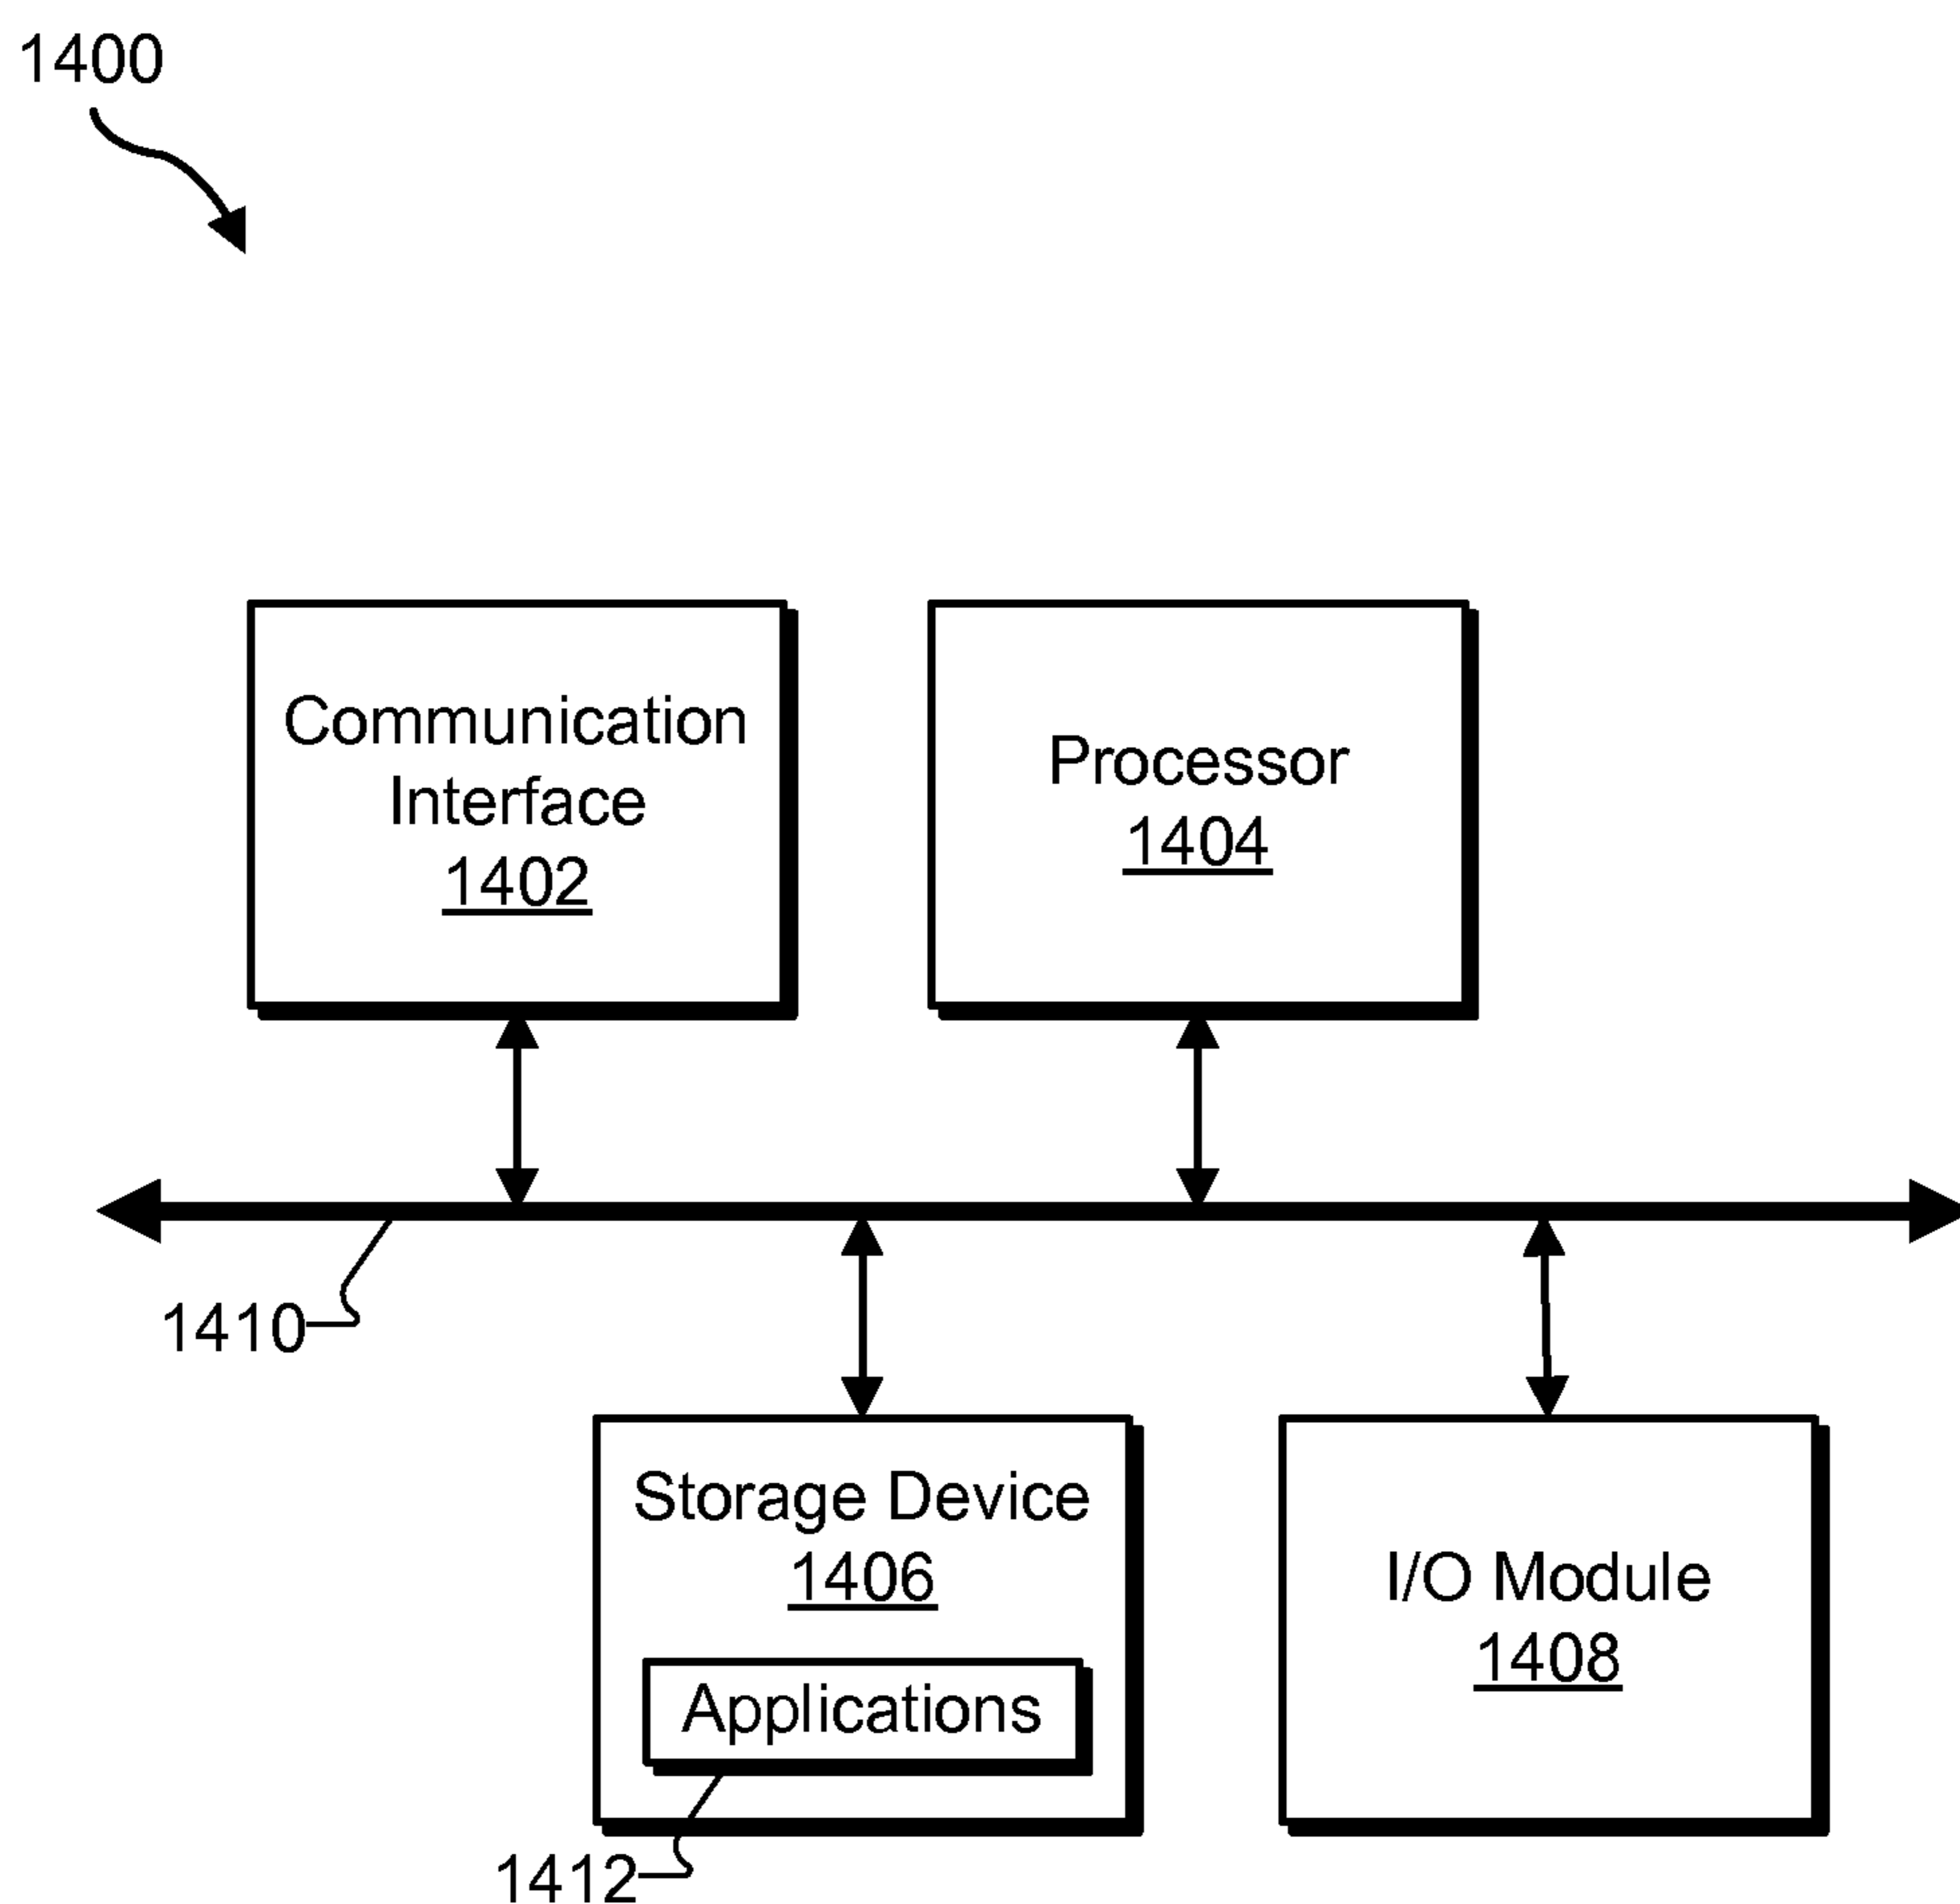 1400
Communication
Interface
1402
Processor
1404
1410
Storage Device
1406
Applications
1412
I/O Module
1408